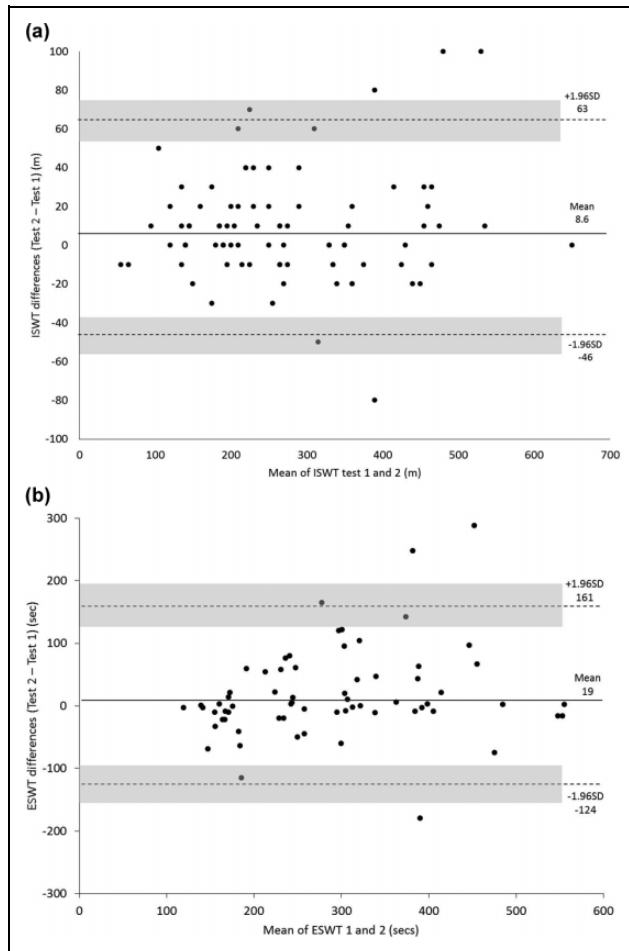 (a)
100
80
60
40
20
0
-20
-40
-60
-80
-100
ISWT differences (Test 2 – Test 1) (m)
+1.96SD
63
Mean
8.6
-1.96SD
-46
100 200 300 400 500 600 700
Mean of ISWT test 1 and 2 (m)
(b)
300
200
100
0
-100
-200
-300
ESWT differences (Test 2 – Test 1) (sec)
+1.96SD
161
Mean
19
-1.96SD
-124
0 100 200 300 400 500 600
Mean of ESWT 1 and 2 (secs)